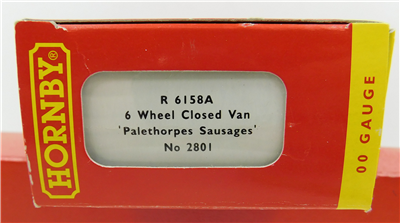 HORNBY®
R 6158A
6 Wheel Closed Van
'Palethorpes Sausages'
No 2801
00 GAUGE